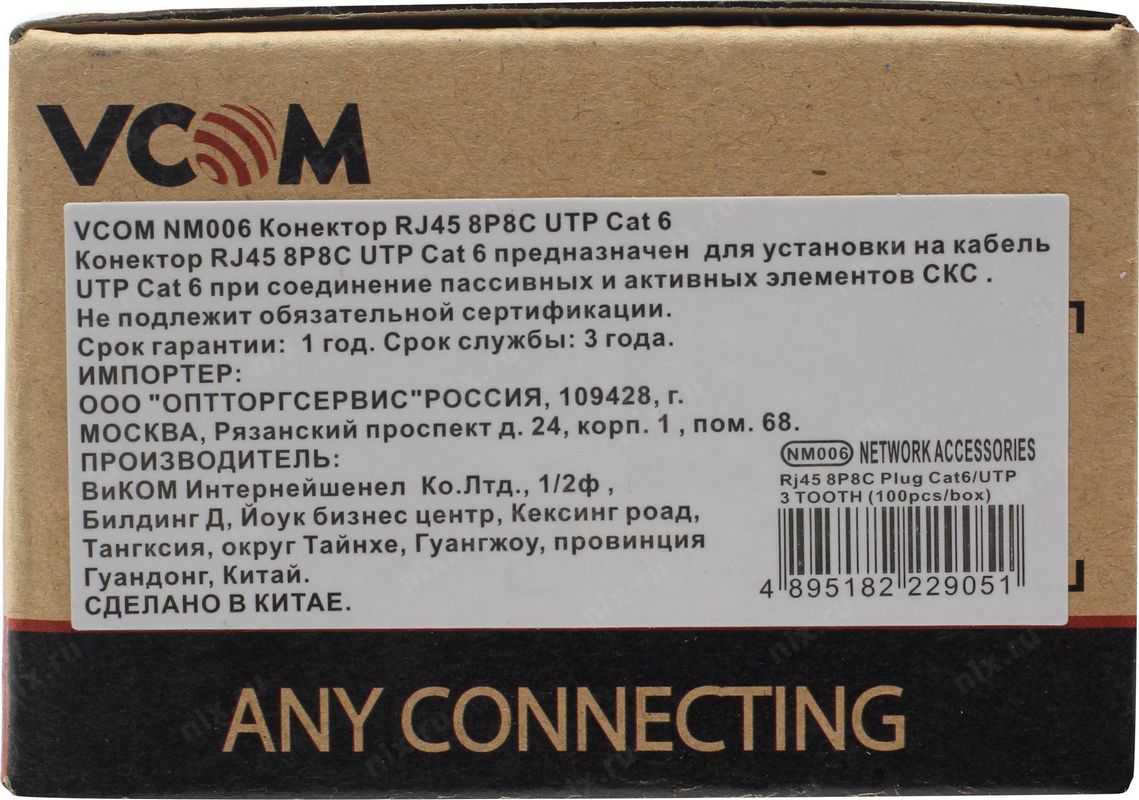 VCOM
VCOM NM006 Конектор RJ45 8P8C UTP Cat 6
Конектор RJ45 8P8C UTP Cat 6 предназначен для установки на кабель
UTP Cat 6 при соединение пассивных и активных элементов СКС .
Не подлежит обязательной сертификации.
Срок гарантии: 1 год. Срок службы: 3 года.
ИМПОРТЕР:
ООО "ОПТТОРГСЕРВИС"РОССИЯ, 109428, г.
МОСКВА, Рязанский проспект д. 24, корп. 1 , пом. 68.
ПРОИЗВОДИТЕЛЬ:
ВиКОМ Интернейшенел Ко.Лтд., 1/2ф ,
Билдинг Д, Йоук бизнес центр, Кексинг роад,
Тангксия, округ Тайнхе, Гуангжоу, провинция
Гуандонг, Китай.
СДЕЛАНО В КИТАЕ.
NM006 NETWORK ACCESSORIES
Rj45 8P8C Plug Cat6/UTP
3 TOOTH (100pcs/box)
4 895182 229051
ANY CONNECTING
nix.ru